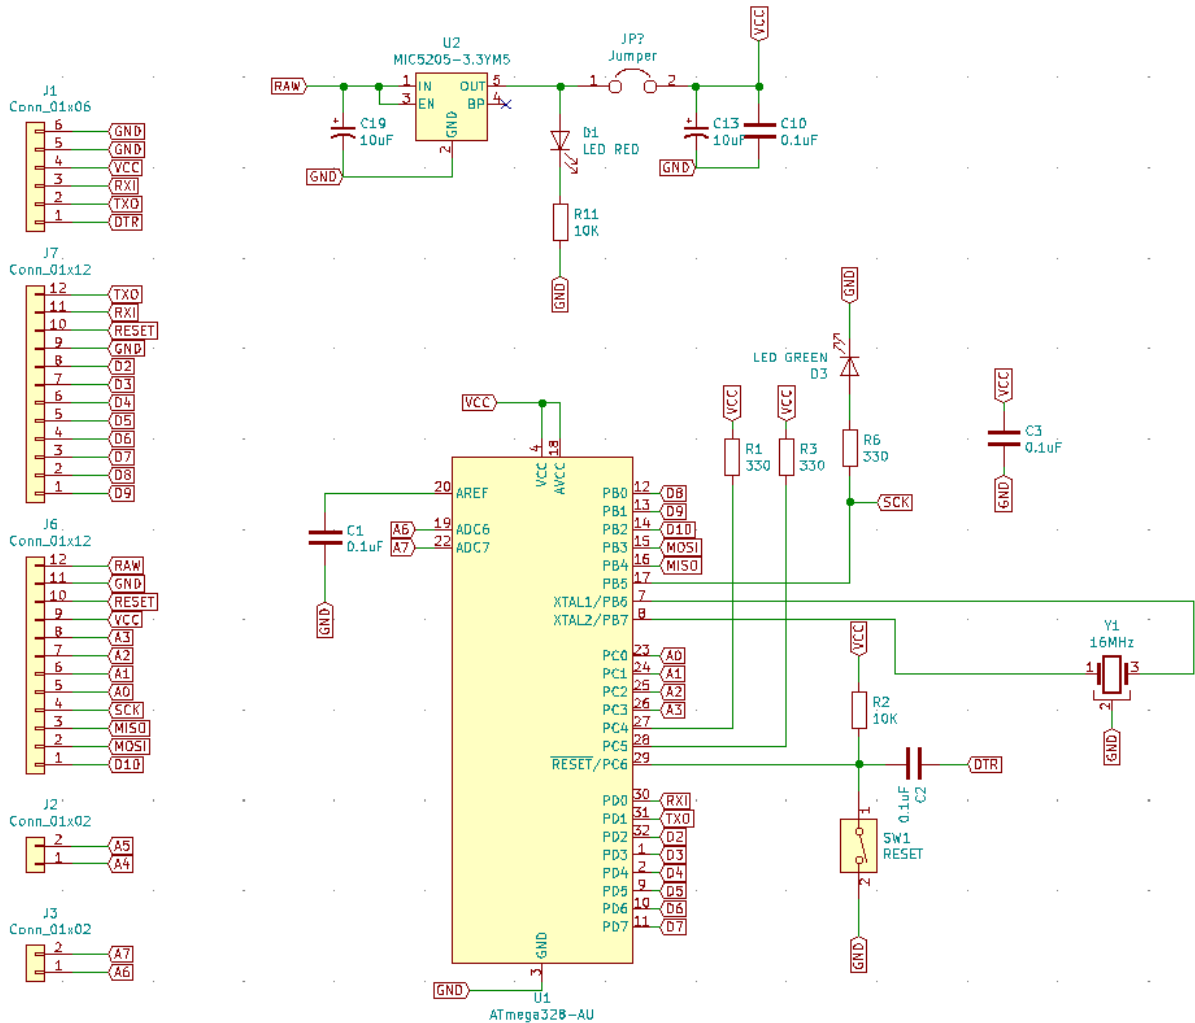 VCC
U2
MIC5205-3.3YM5
JP?
Jumper
RAW
1 IN
OUT 5
3 EN
BP 4
GND
2
1
2
C19
10uF
GND
D1
LED RED
C13
10uF
C10
0.1uF
GND
R11
10K
GND
J1
Conn_01x06
6 GND
5 GND
4 VCC
3 RXI
2 TXO
1 DTR
J7
Conn_01x12
12 TXO
11 RXI
10 RESET
9 GND
8 D2
7 D3
6 D4
5 D5
4 D6
3 D7
2 D8
1 D9
J6
Conn_01x12
12 RAW
11 GND
10 RESET
9 VCC
8 A3
7 A2
6 A1
5 A0
4 SCK
3 MISO
2 MOSI
1 D10
J2
Conn_01x02
2 A5
1 A4
J3
Conn_01x02
2 A7
1 A6
GND
LED GREEN
D3
VCC
VCC
VCC
R1
330
R3
330
R6
330
C3
0.1uF
GND
SCK
VCC
4
18
VCC
AVCC
20 AREF
A6 19 ADC6
A7 22 ADC7
C1
0.1uF
GND
PB0 12 D8
PB1 13 D9
PB2 14 D10
PB3 15 MOSI
PB4 16 MISO
PB5 17
XTAL1/PB6 7
XTAL2/PB7 8
PC0 23 A0
PC1 24 A1
PC2 25 A2
PC3 26 A3
PC4 27
PC5 28
RESET/PC6 29
PD0 30 RXI
PD1 31 TXO
PD2 32 D2
PD3 1 D3
PD4 2 D4
PD5 9 D5
PD6 10 D6
PD7 11 D7
GND
3
GND
U1
ATmega328-AU
Y1
16MHz
1
3
2
GND
VCC
R2
10K
0.1uF
C2
DTR
1
SW1
RESET
2
GND